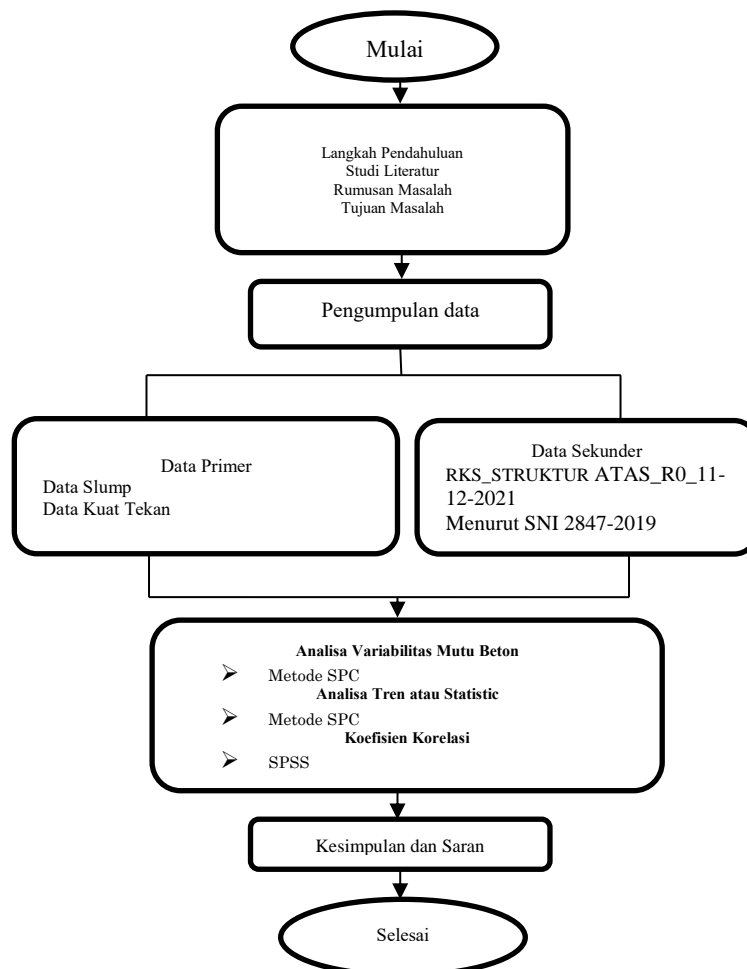 Mulai
Langkah Pendahuluan
Studi Literatur
Rumusan Masalah
Tujuan Masalah
Pengumpulan data
Data Primer
Data Slump
Data Kuat Tekan
Data Sekunder
RKS_STRUKTUR ATAS_R0_11-
12-2021
Menurut SNI 2847-2019
Analisa Variabilitas Mutu Beton
➢ Metode SPC
Analisa Tren atau Statistic
➢ Metode SPC
Koefisien Korelasi
➢ SPSS
Kesimpulan dan Saran
Selesai